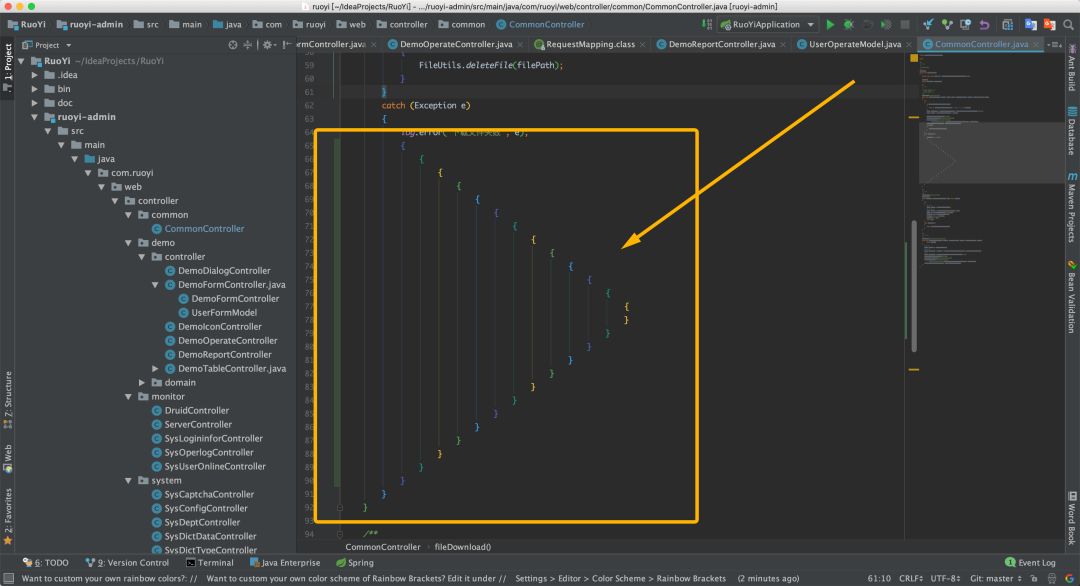 ruoyi [~/IdeaProjects/RuoYi] - .../ruoyi-admin/src/main/java/com/ruoyi/web/controller/common/CommonController.java [ruoyi-admin]
RuoYi ruoyi-admin src main java com ruoyi web controller common CommonController RuoYiApplication
Project
rmController.java DemoOperateController.java RequestMapping.class DemoReportController.java UserOperateModel.java CommonController.java
1: Project
Z: Structure
Web
2: Favorites
RuoYi ~/IdeaProjects/RuoYi
.idea
bin
doc
ruoyi-admin
src
main
java
com.ruoyi
web
controller
common
CommonController
demo
controller
DemoDialogController
DemoFormController.java
DemoFormController
UserFormModel
DemoIconController
DemoOperateController
DemoReportController
DemoTableController.java
domain
monitor
DruidController
ServerController
SysLogininforController
SysOperlogController
SysUserOnlineController
system
SysCaptchaController
SysConfigController
SysDeptController
SysDictDataController
SysDictTypeController
59 FileUtils.deleteFile(filePath);
60 }
61 }
62 catch (Exception e)
63 {
64 log.error("下载文件失败", e);
65 {
66 {
67 {
68 {
69 {
70 {
71 {
72 {
73 {
74 {
75 {
76 {
77 {
78 }
79 }
80 }
81 }
82 }
83 }
84 }
85 }
86 }
87 }
88 }
89 }
90 }
91 }
92 }
93
94 /**
CommonController fileDownload()
Ant Build
Database
Maven Projects
Bean Validation
Word Book
6: TODO 9: Version Control Terminal Java Enterprise Spring Event Log
Want to custom your own rainbow colors?: // Want to custom your own color scheme of Rainbow Brackets? Edit it under // Settings > Editor > Color Scheme > Rainbow Brackets (2 minutes ago) 61:10 CRLF UTF-8 Git: master